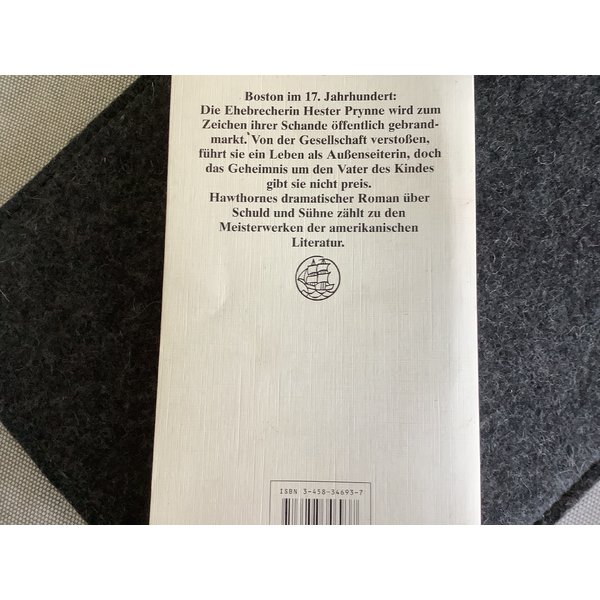 Boston im 17. Jahrhundert:
Die Ehebrecherin Hester Prynne wird zum
Zeichen ihrer Schande öffentlich gebrand-
markt. Von der Gesellschaft verstoßen,
führt sie ein Leben als Außenseiterin, doch
das Geheimnis um den Vater des Kindes
gibt sie nicht preis.
Hawthornes dramatischer Roman über
Schuld und Sühne zählt zu den
Meisterwerken der amerikanischen
Literatur.
ISBN 3-458-34693-7